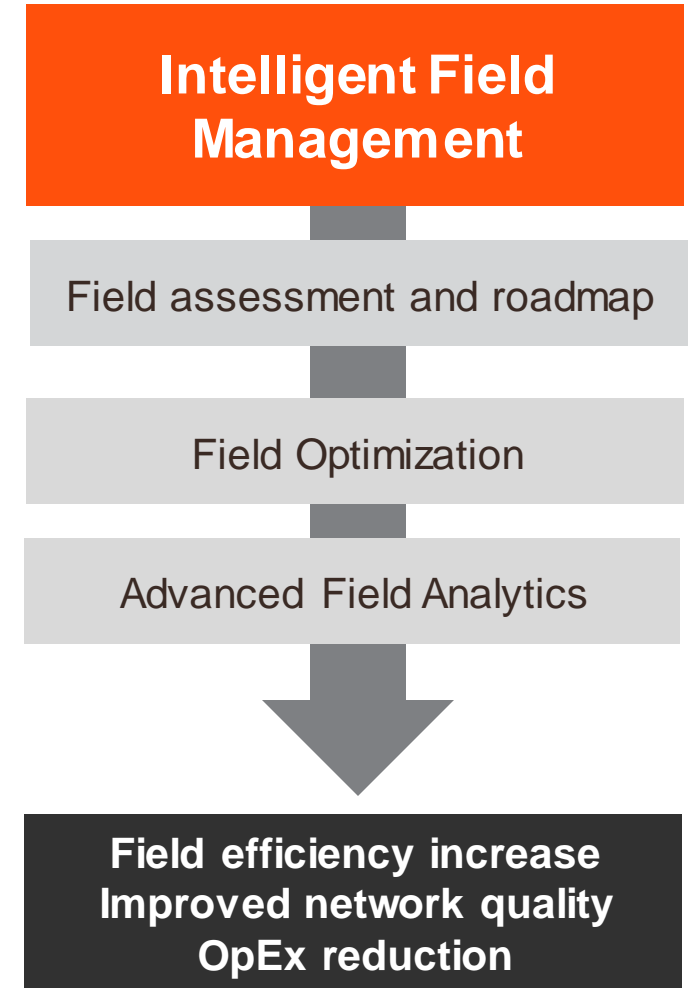 Intelligent Field
Management
Field assessment and roadmap
Field Optimization
Advanced Field Analytics
Field efficiency increase
Improved network quality
OpEx reduction